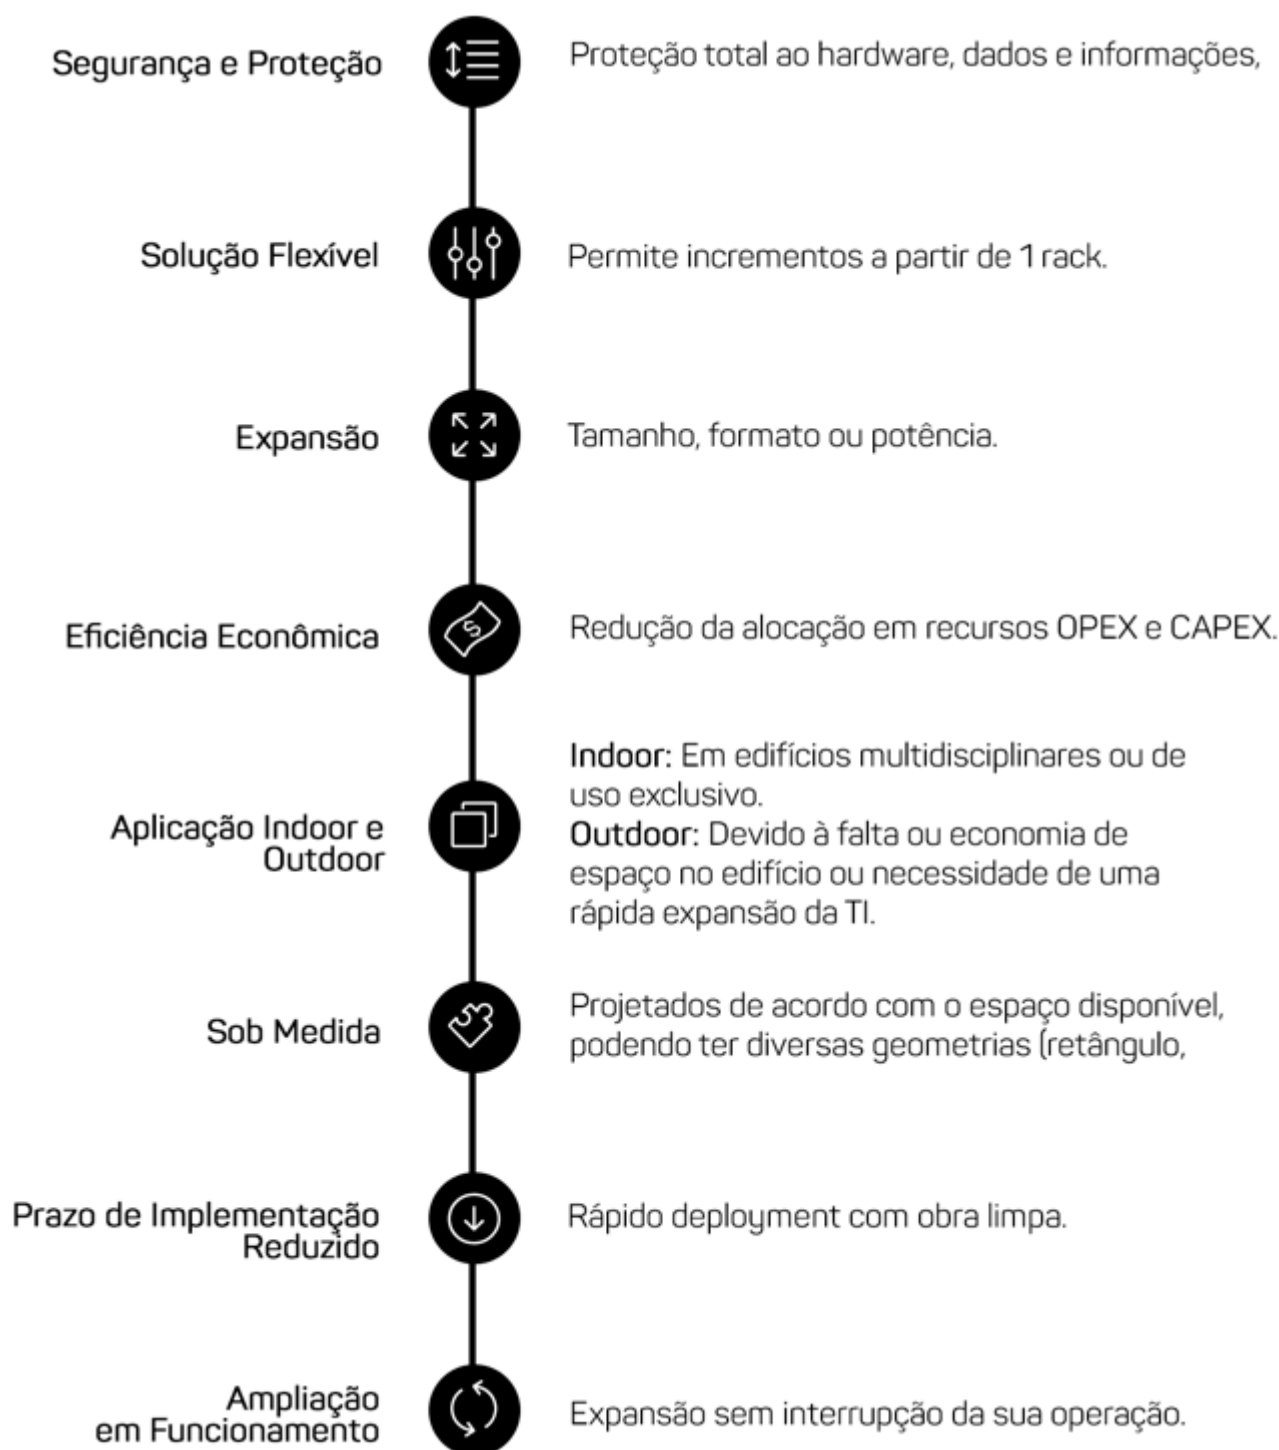 Segurança e Proteção
Proteção total ao hardware, dados e informações,
Solução Flexível
Permite incrementos a partir de 1 rack.
Expansão
Tamanho, formato ou potência.
Eficiência Econômica
$
Redução da alocação em recursos OPEX e CAPEX.
Aplicação Indoor e
Outdoor
Indoor: Em edifícios multidisciplinares ou de
uso exclusivo.
Outdoor: Devido à falta ou economia de
espaço no edifício ou necessidade de uma
rápida expansão da TI.
Sob Medida
Projetados de acordo com o espaço disponível,
podendo ter diversas geometrias (retângulo,
Prazo de Implementação
Reduzido
Rápido deployment com obra limpa.
Ampliação
em Funcionamento
Expansão sem interrupção da sua operação.